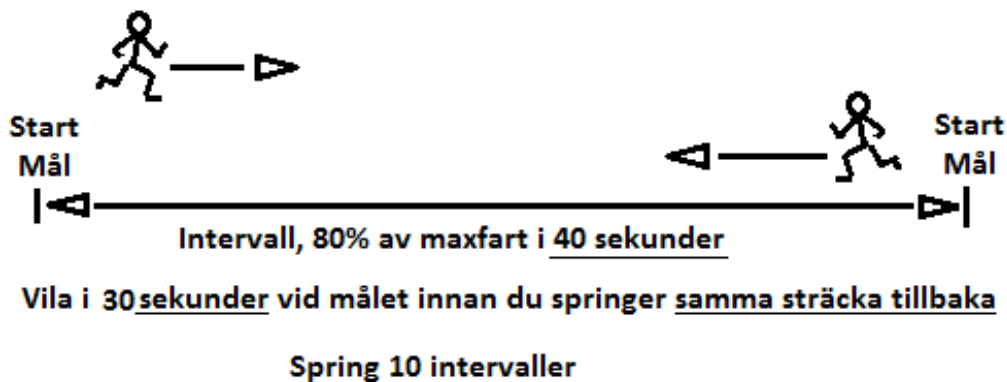 Start
Mål
Start
Mål
Intervall, 80% av maxfart i 40 sekunder
Vila i 30 sekunder vid målet innan du springer samma sträcka tillbaka
Spring 10 intervaller